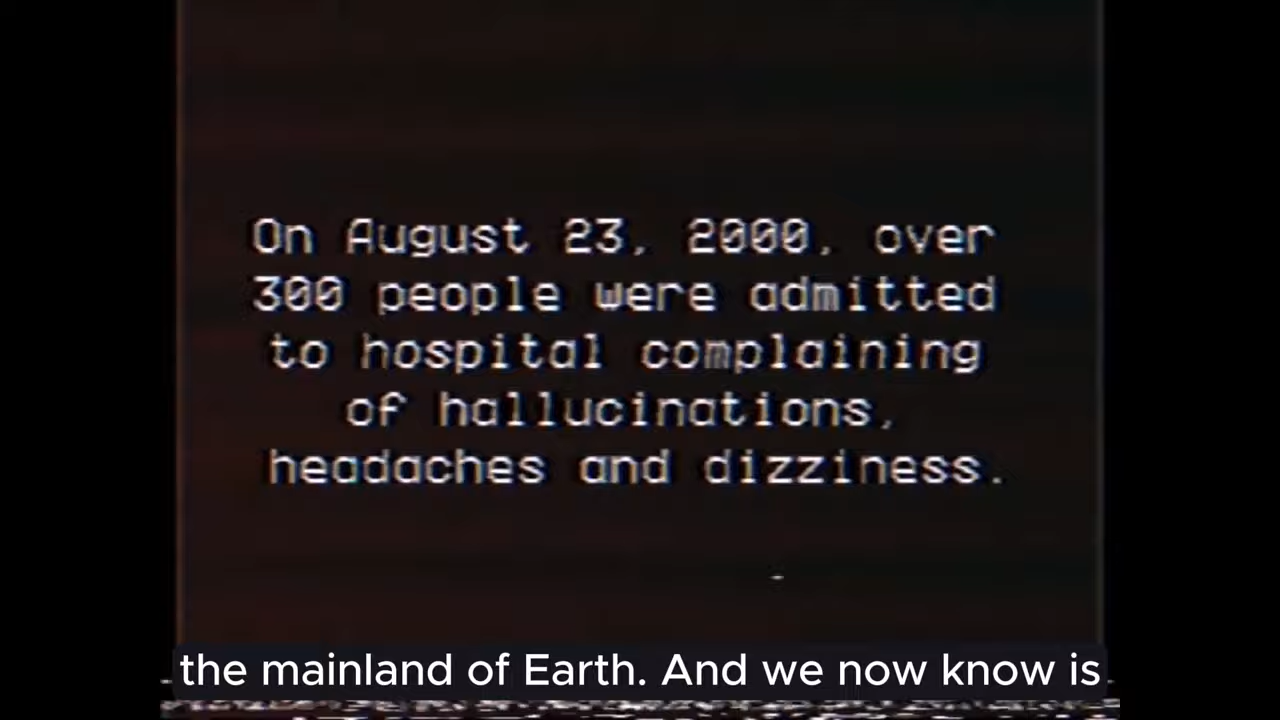 On August 23, 2000, over
300 people were admitted
to hospital complaining
of hallucinations,
headaches and dizziness.
the mainland of Earth. And we now know is